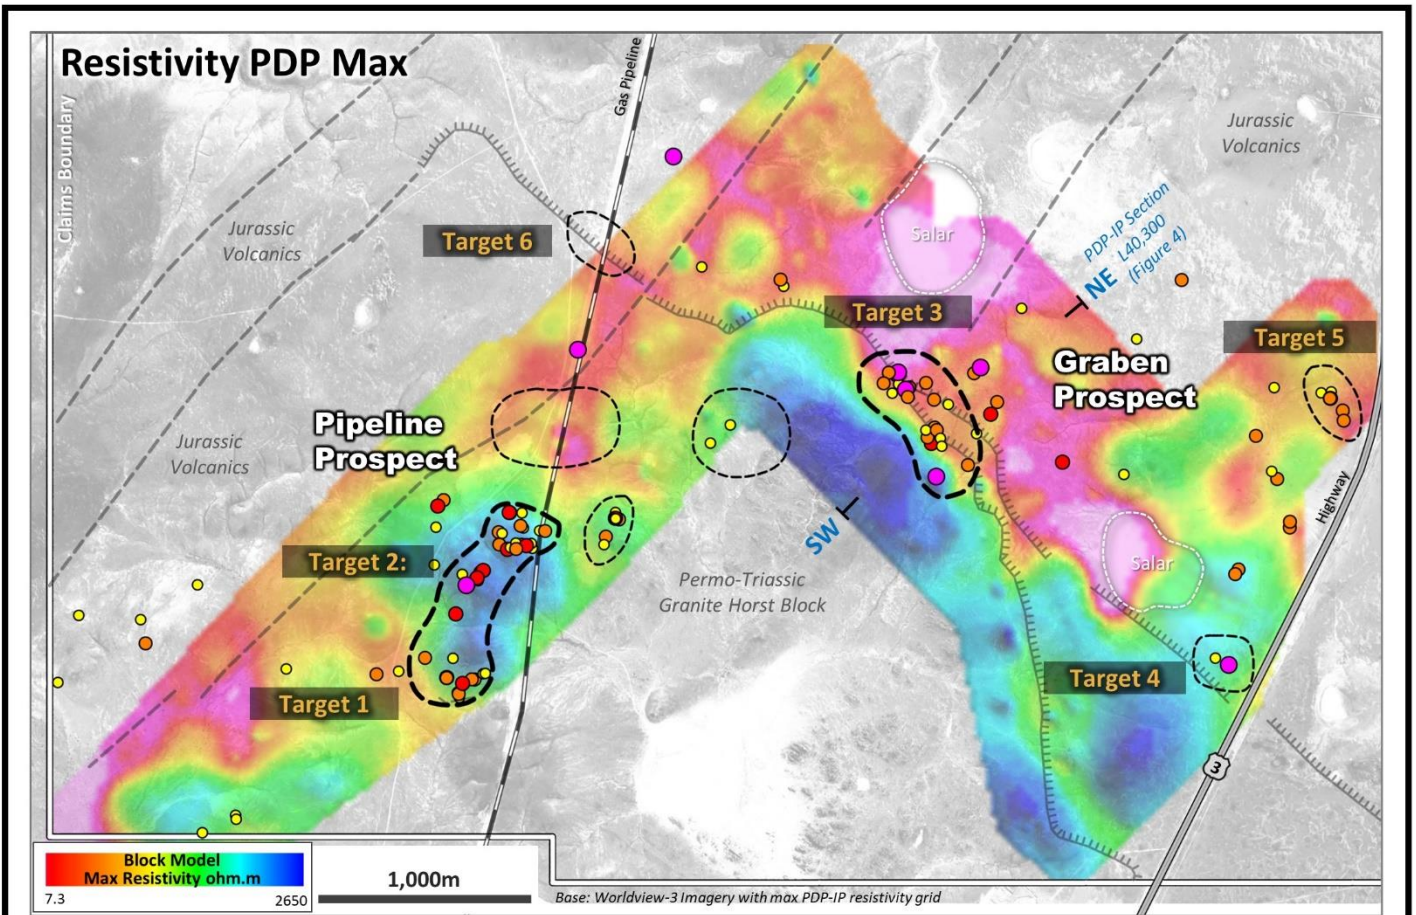 Resistivity PDP Max
Claims Boundary
Gas Pipeline
Jurassic
Volcanics
Jurassic
Volcanics
Target 6
Salar
PDP-IP Section
L40,300
(Figure 4)
NE
Target 3
Target 5
Graben
Prospect
Pipeline
Prospect
Jurassic
Volcanics
Highway
SW
Target 2:
Permo-Triassic
Granite Horst Block
Salar
Target 4
Target 1
3
Block Model
Max Resistivity ohm.m
7.3
2650
1,000m
Base: Worldview-3 Imagery with max PDP-IP resistivity grid